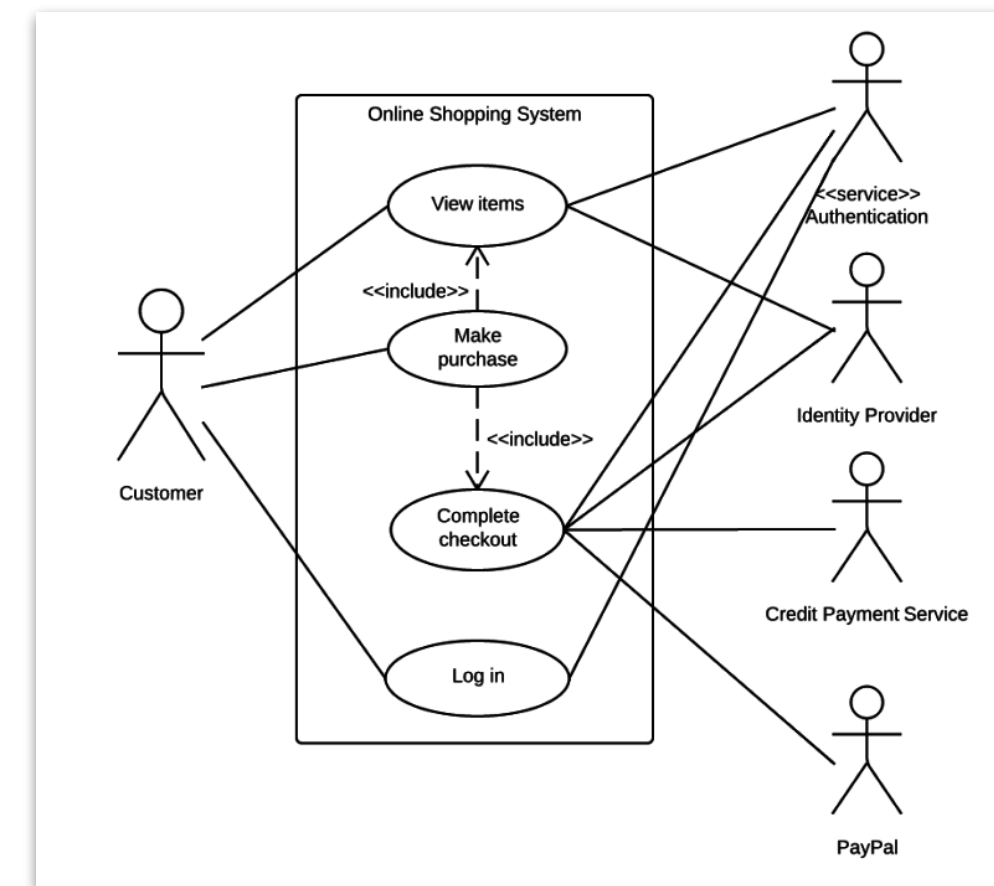 Online Shopping System
View items
<<include>>
Make
purchase
<<include>>
Complete
checkout
Log in
Customer
<<service>>
Authentication
Identity Provider
Credit Payment Service
PayPal